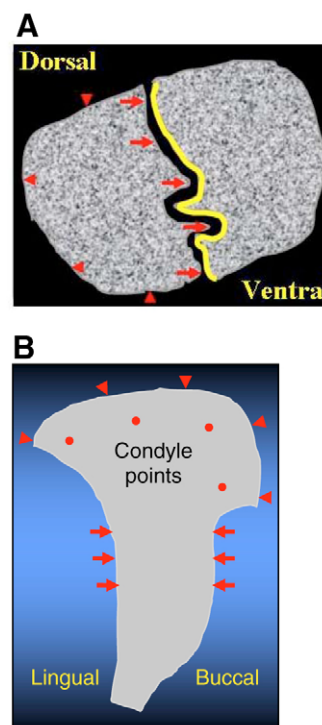 A
Dorsal
Ventra
B
Condyle
points
Lingual
Buccal